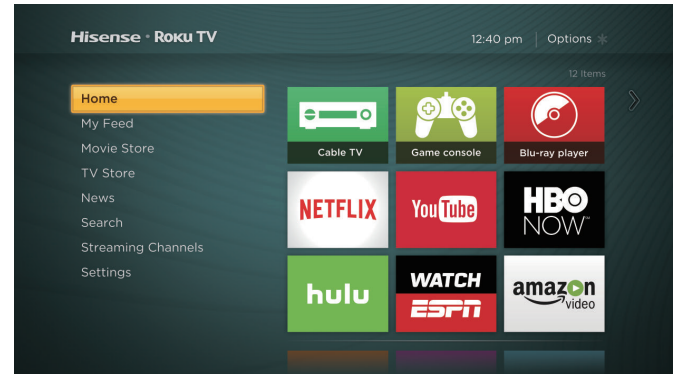 Hisense • Roku TV
12:40 pm | Options *
12 Items
Home
My Feed
Movie Store
TV Store
News
Search
Streaming Channels
Settings
Cable TV
Game console
Blu-ray player
NETFLIX
YouTube
HBO
NOW™
hulu
WATCH
ESPN
amazon
video